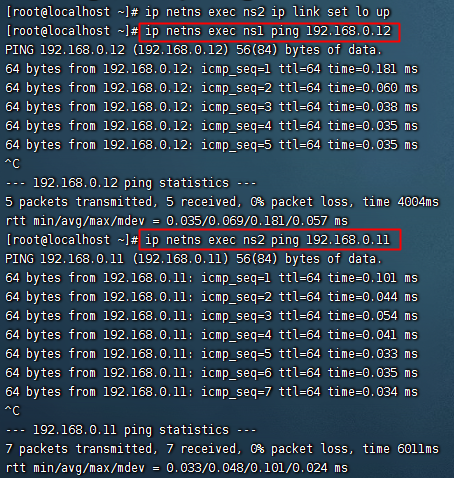 [root@localhost ~]# ip netns exec ns2 ip link set lo up
[root@localhost ~]# ip netns exec ns1 ping 192.168.0.12
PING 192.168.0.12 (192.168.0.12) 56(84) bytes of data.
64 bytes from 192.168.0.12: icmp_seq=1 ttl=64 time=0.181 ms
64 bytes from 192.168.0.12: icmp_seq=2 ttl=64 time=0.060 ms
64 bytes from 192.168.0.12: icmp_seq=3 ttl=64 time=0.038 ms
64 bytes from 192.168.0.12: icmp_seq=4 ttl=64 time=0.035 ms
64 bytes from 192.168.0.12: icmp_seq=5 ttl=64 time=0.035 ms
^C
--- 192.168.0.12 ping statistics ---
5 packets transmitted, 5 received, 0% packet loss, time 4004ms
rtt min/avg/max/mdev = 0.035/0.069/0.181/0.057 ms
[root@localhost ~]# ip netns exec ns2 ping 192.168.0.11
PING 192.168.0.11 (192.168.0.11) 56(84) bytes of data.
64 bytes from 192.168.0.11: icmp_seq=1 ttl=64 time=0.101 ms
64 bytes from 192.168.0.11: icmp_seq=2 ttl=64 time=0.044 ms
64 bytes from 192.168.0.11: icmp_seq=3 ttl=64 time=0.054 ms
64 bytes from 192.168.0.11: icmp_seq=4 ttl=64 time=0.041 ms
64 bytes from 192.168.0.11: icmp_seq=5 ttl=64 time=0.033 ms
64 bytes from 192.168.0.11: icmp_seq=6 ttl=64 time=0.035 ms
64 bytes from 192.168.0.11: icmp_seq=7 ttl=64 time=0.034 ms
^C
--- 192.168.0.11 ping statistics ---
7 packets transmitted, 7 received, 0% packet loss, time 6011ms
rtt min/avg/max/mdev = 0.033/0.048/0.101/0.024 ms